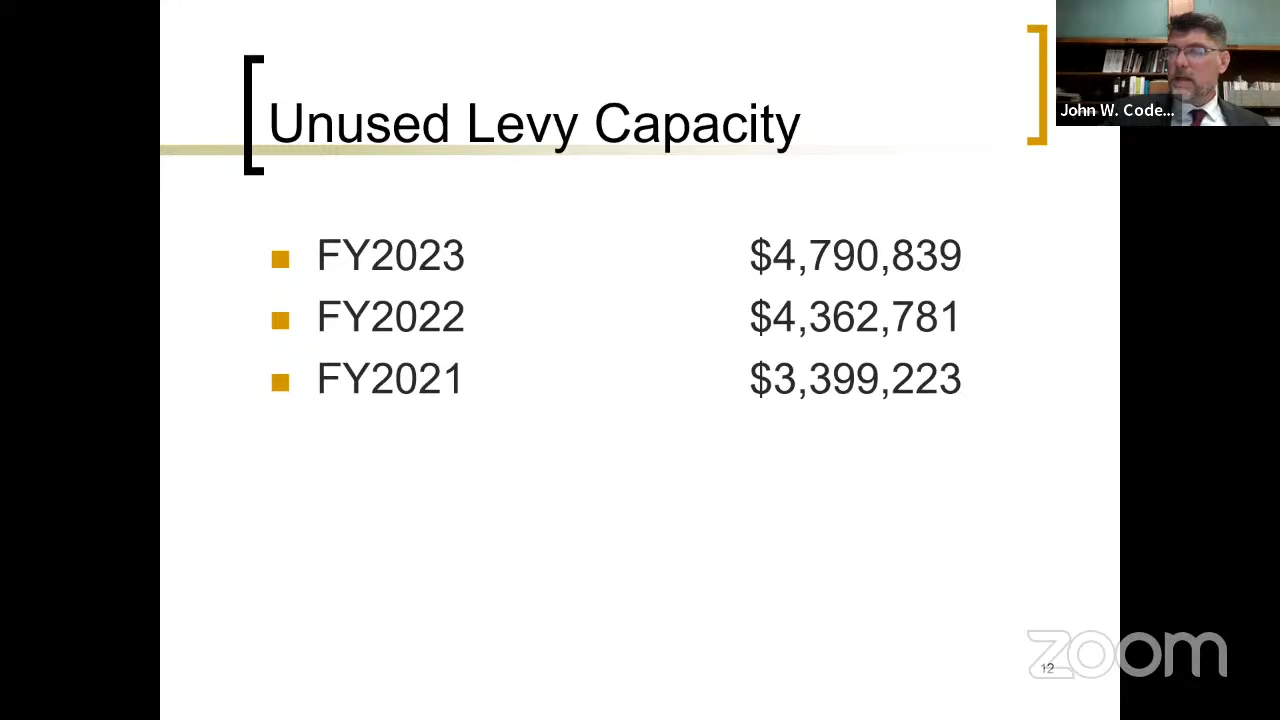 Unused Levy Capacity
John W. Code...
FY2023 $4,790,839
FY2022 $4,362,781
FY2021 $3,399,223
12
zoom